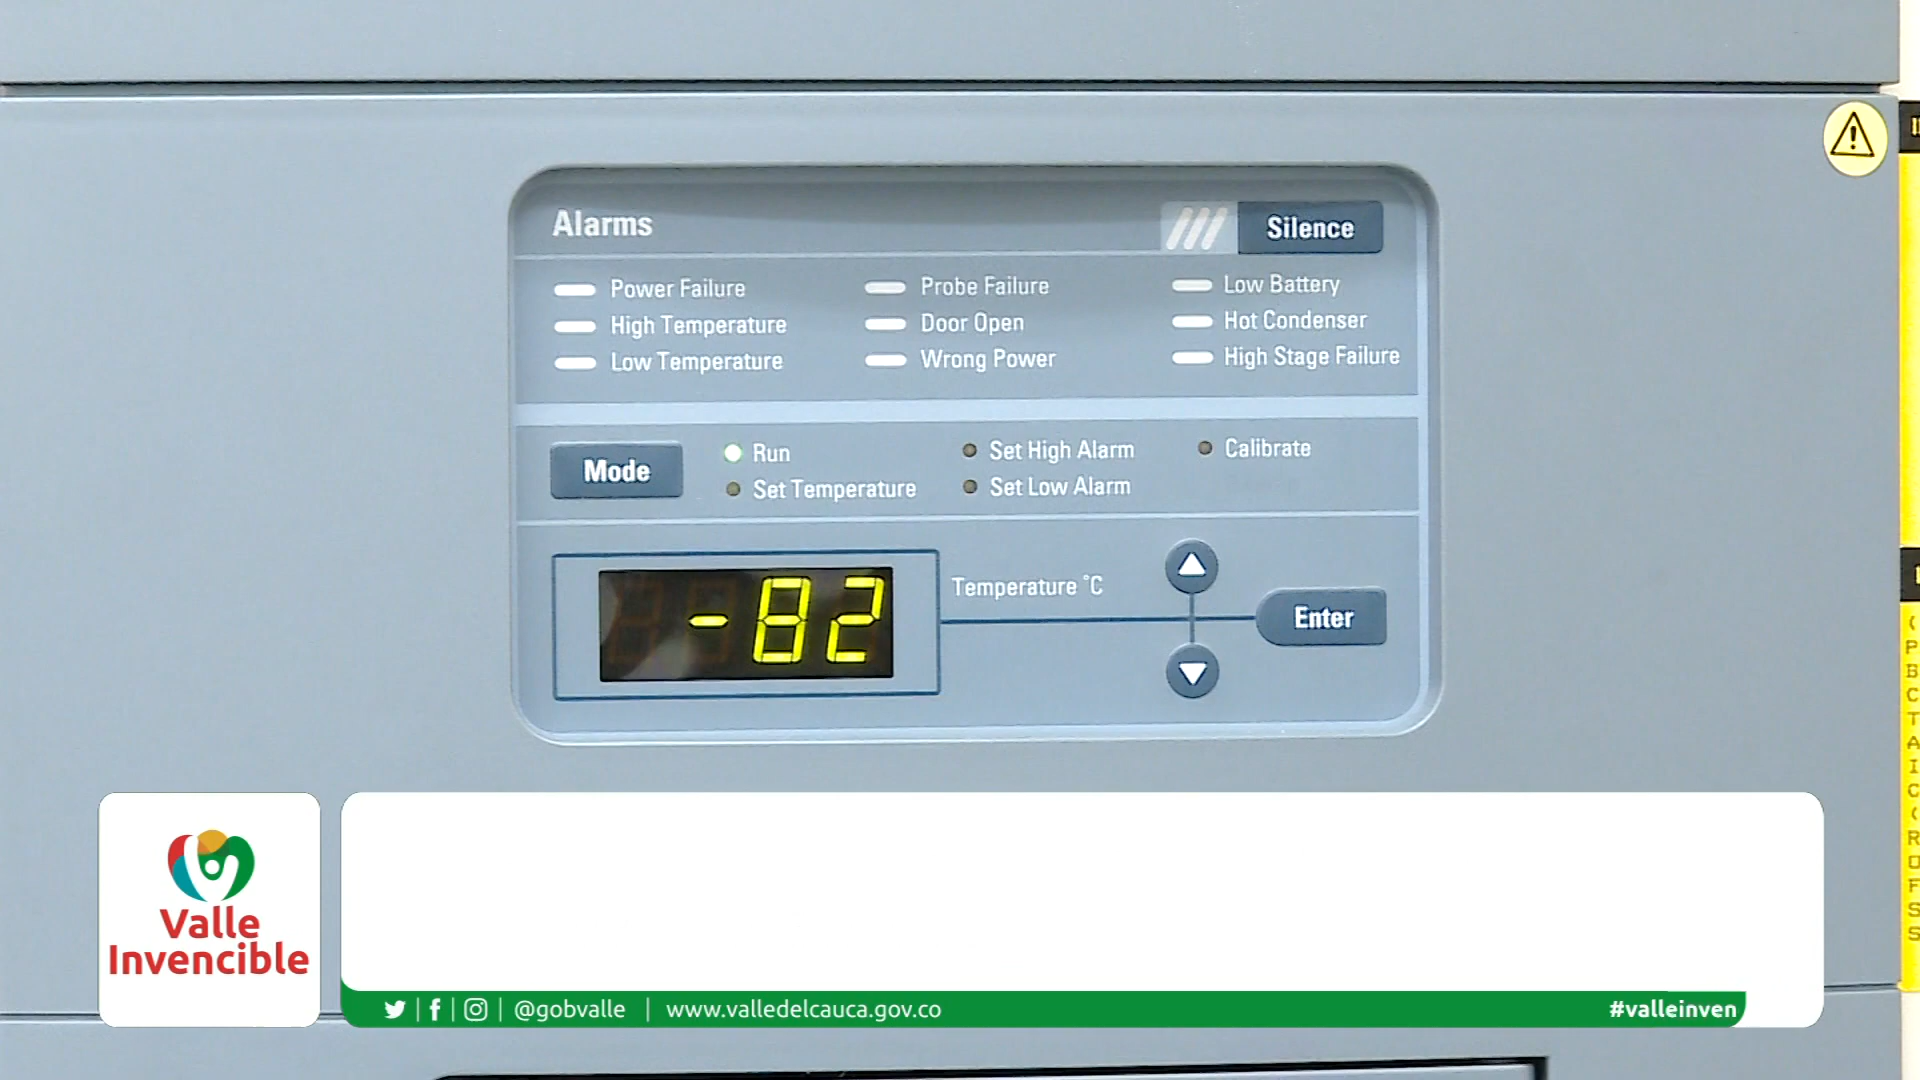 Alarms
Silence
Power Failure
Probe Failure
Low Battery
High Temperature
Door Open
Hot Condenser
Low Temperature
Wrong Power
High Stage Failure
Mode
Run
Set High Alarm
Calibrate
Set Temperature
Set Low Alarm
-82
Temperature °C
Enter
Valle
Invencible
@gobvalle | www.valledelcauca.gov.co
#valleinven